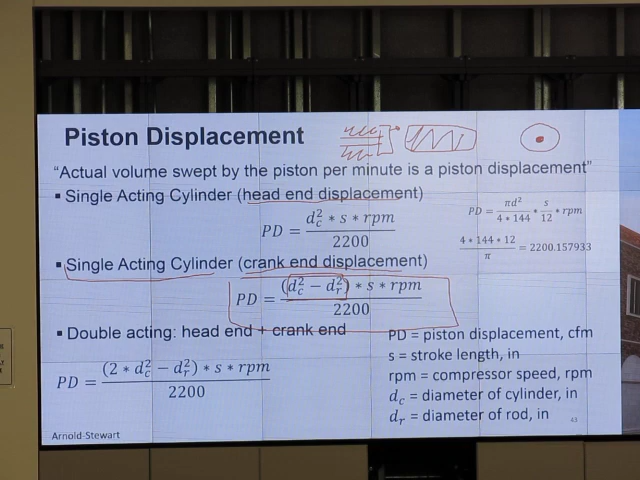 Piston Displacement
“Actual volume swept by the piston per minute is a piston displacement”
▪ Single Acting Cylinder (head end displacement)
PD = d_c^2 * s * rpm / 2200
PD = πd^2 / 4 * 144 * s / 12 * rpm
4 * 144 * 12 / π = 2200.157933
▪ Single Acting Cylinder (crank end displacement)
PD = (d_c^2 − d_r^2) * s * rpm / 2200
▪ Double acting: head end + crank end
PD = (2 * d_c^2 − d_r^2) * s * rpm / 2200
PD = piston displacement, cfm
s = stroke length, in
rpm = compressor speed, rpm
d_c = diameter of cylinder, in
d_r = diameter of rod, in
43
Arnold Stewart